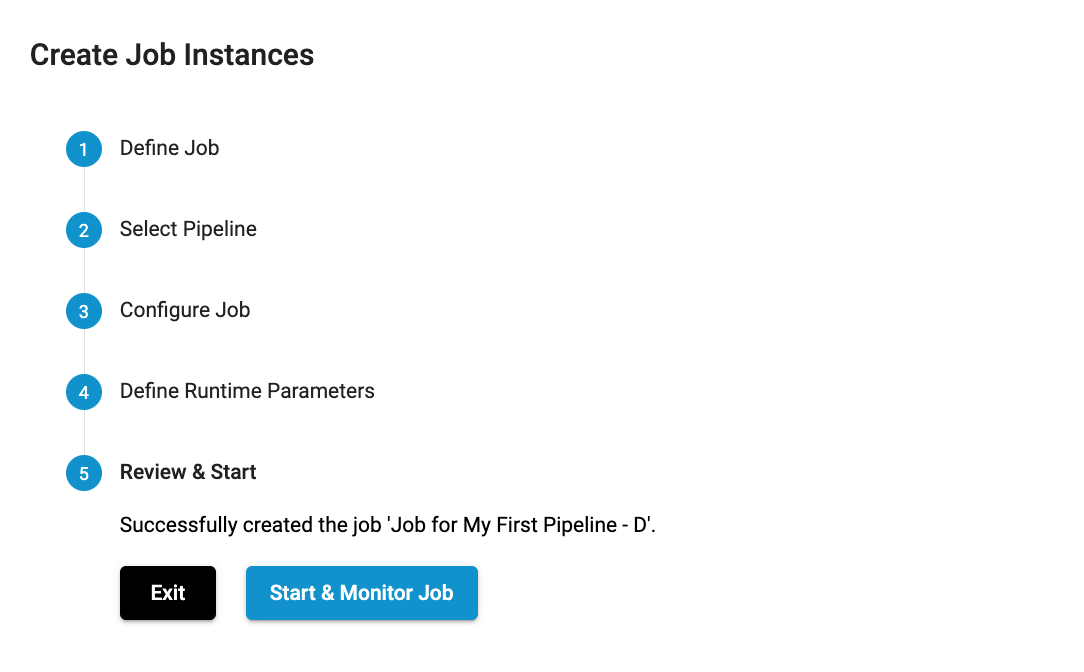 Create Job Instances
1 Define Job
2 Select Pipeline
3 Configure Job
4 Define Runtime Parameters
5 Review & Start
Successfully created the job 'Job for My First Pipeline - D'.
Exit Start & Monitor Job